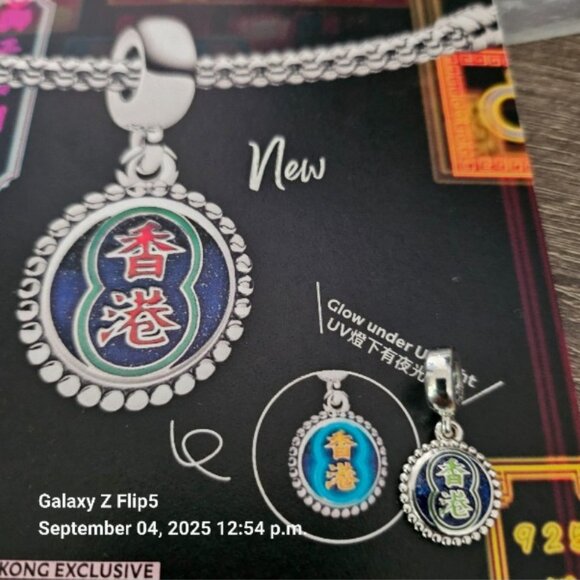 New
香
港
Glow under U
UV燈下有夜光
香
港
香
港
925
KONG EXCLUSIVE
Galaxy Z Flip5
September 04, 2025 12:54 p.m.